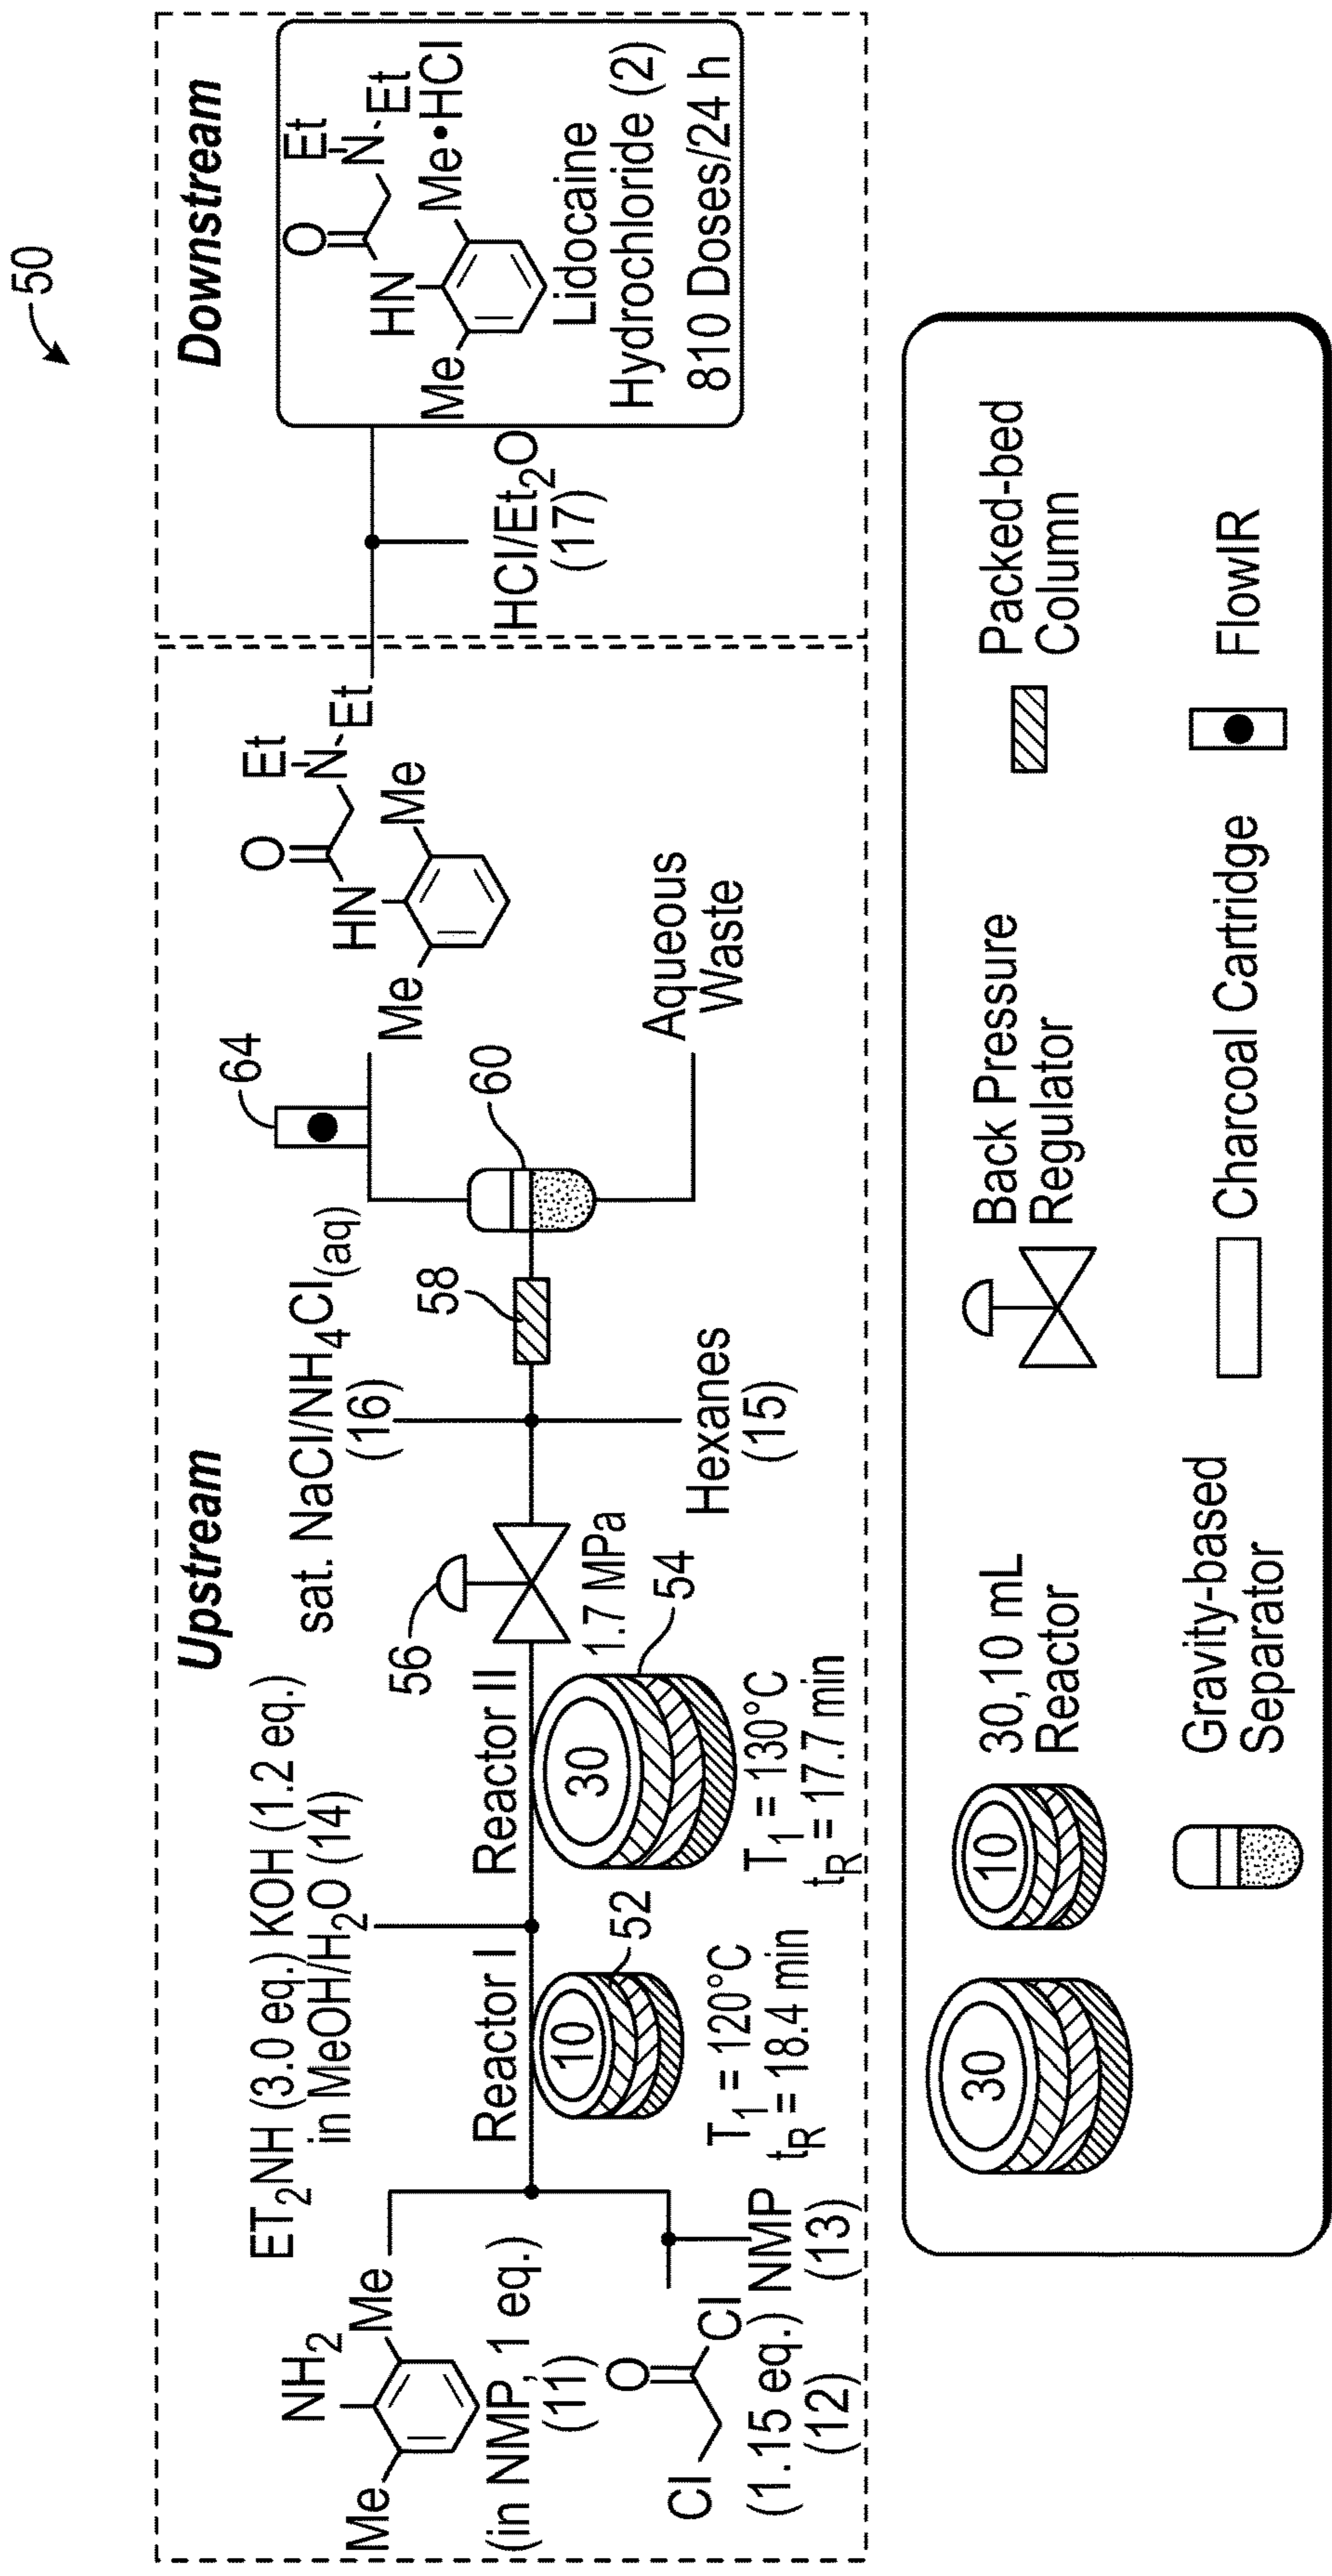 50
Upstream
Downstream
NH2
Me
Me
(in NMP, 1 eq.)
(11)
O
Cl
Cl
(1.15 eq.)
(12)
NMP
(13)
ET2NH (3.0 eq.) KOH (1.2 eq.)
in MeOH/H2O (14)
Reactor I
10
52
T1 = 120°C
tR = 18.4 min
Reactor II
30
54
T1 = 130°C
tR = 17.7 min
56
1.7 MPa
sat. NaCl/NH4Cl(aq)
(16)
Hexanes
(15)
58
60
64
Aqueous
Waste
O
Et
N
Et
HN
Me
Me
HCl/Et2O
(17)
O
Et
N
Et
HN
Me
Me•HCl
Lidocaine
Hydrochloride (2)
810 Doses/24 h
30
10
30,10 mL
Reactor
Back Pressure
Regulator
Packed-bed
Column
Gravity-based
Separator
Charcoal Cartridge
FlowIR